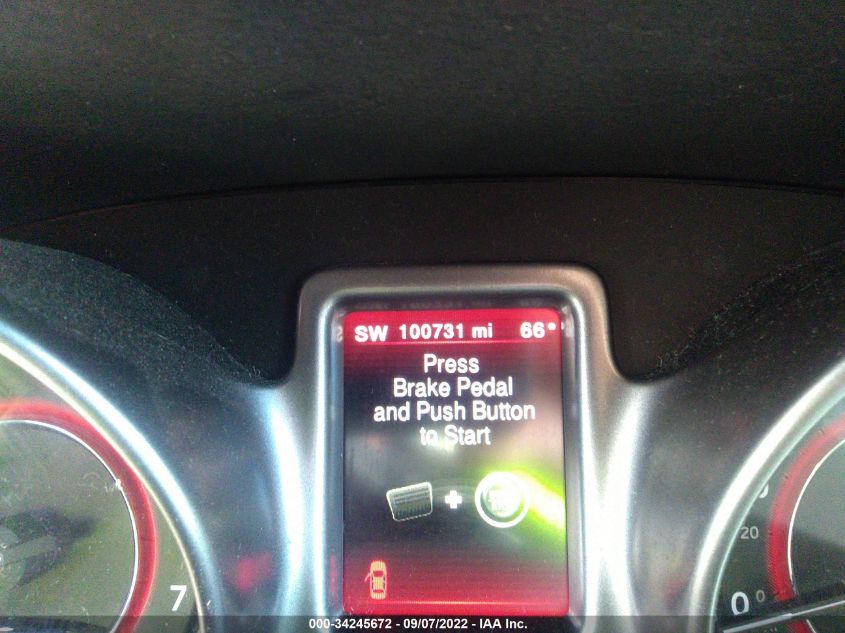 SW 100731 mi 66°
Press
Brake Pedal
and Push Button
to Start
7
20
0 0
000-34245672 - 09/07/2022 - IAA Inc.